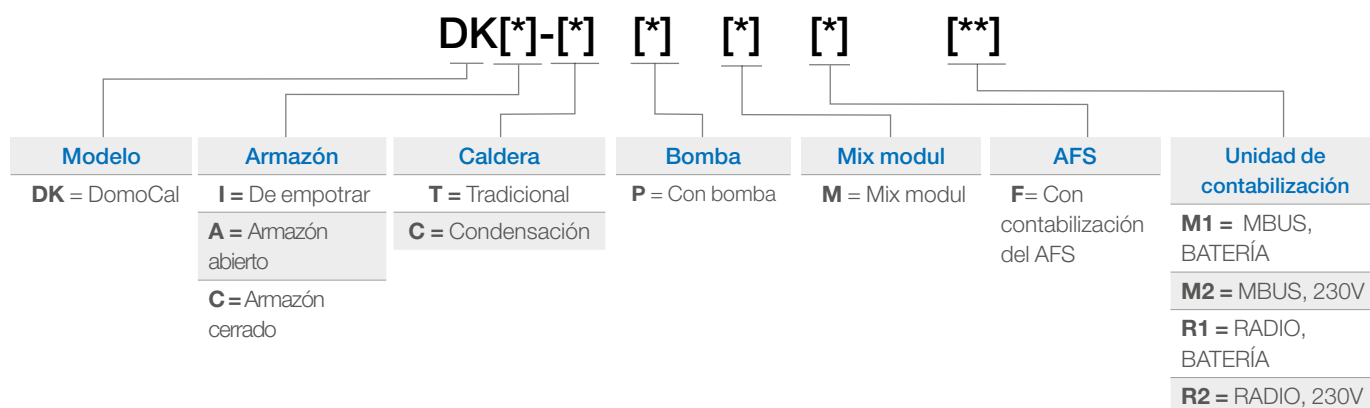 DK[*]-[*] [*] [*] [*] [**]
Modelo
DK = DomoCal
Armazón
I = De empotrar
A = Armazón
abierto
C = Armazón
cerrado
Caldera
T = Tradicional
C = Condensación
Bomba
P = Con bomba
Mix modul
M = Mix modul
AFS
F= Con
contabilización
del AFS
Unidad de
contabilización
M1 = MBUS,
BATERÍA
M2 = MBUS, 230V
R1 = RADIO,
BATERÍA
R2 = RADIO, 230V